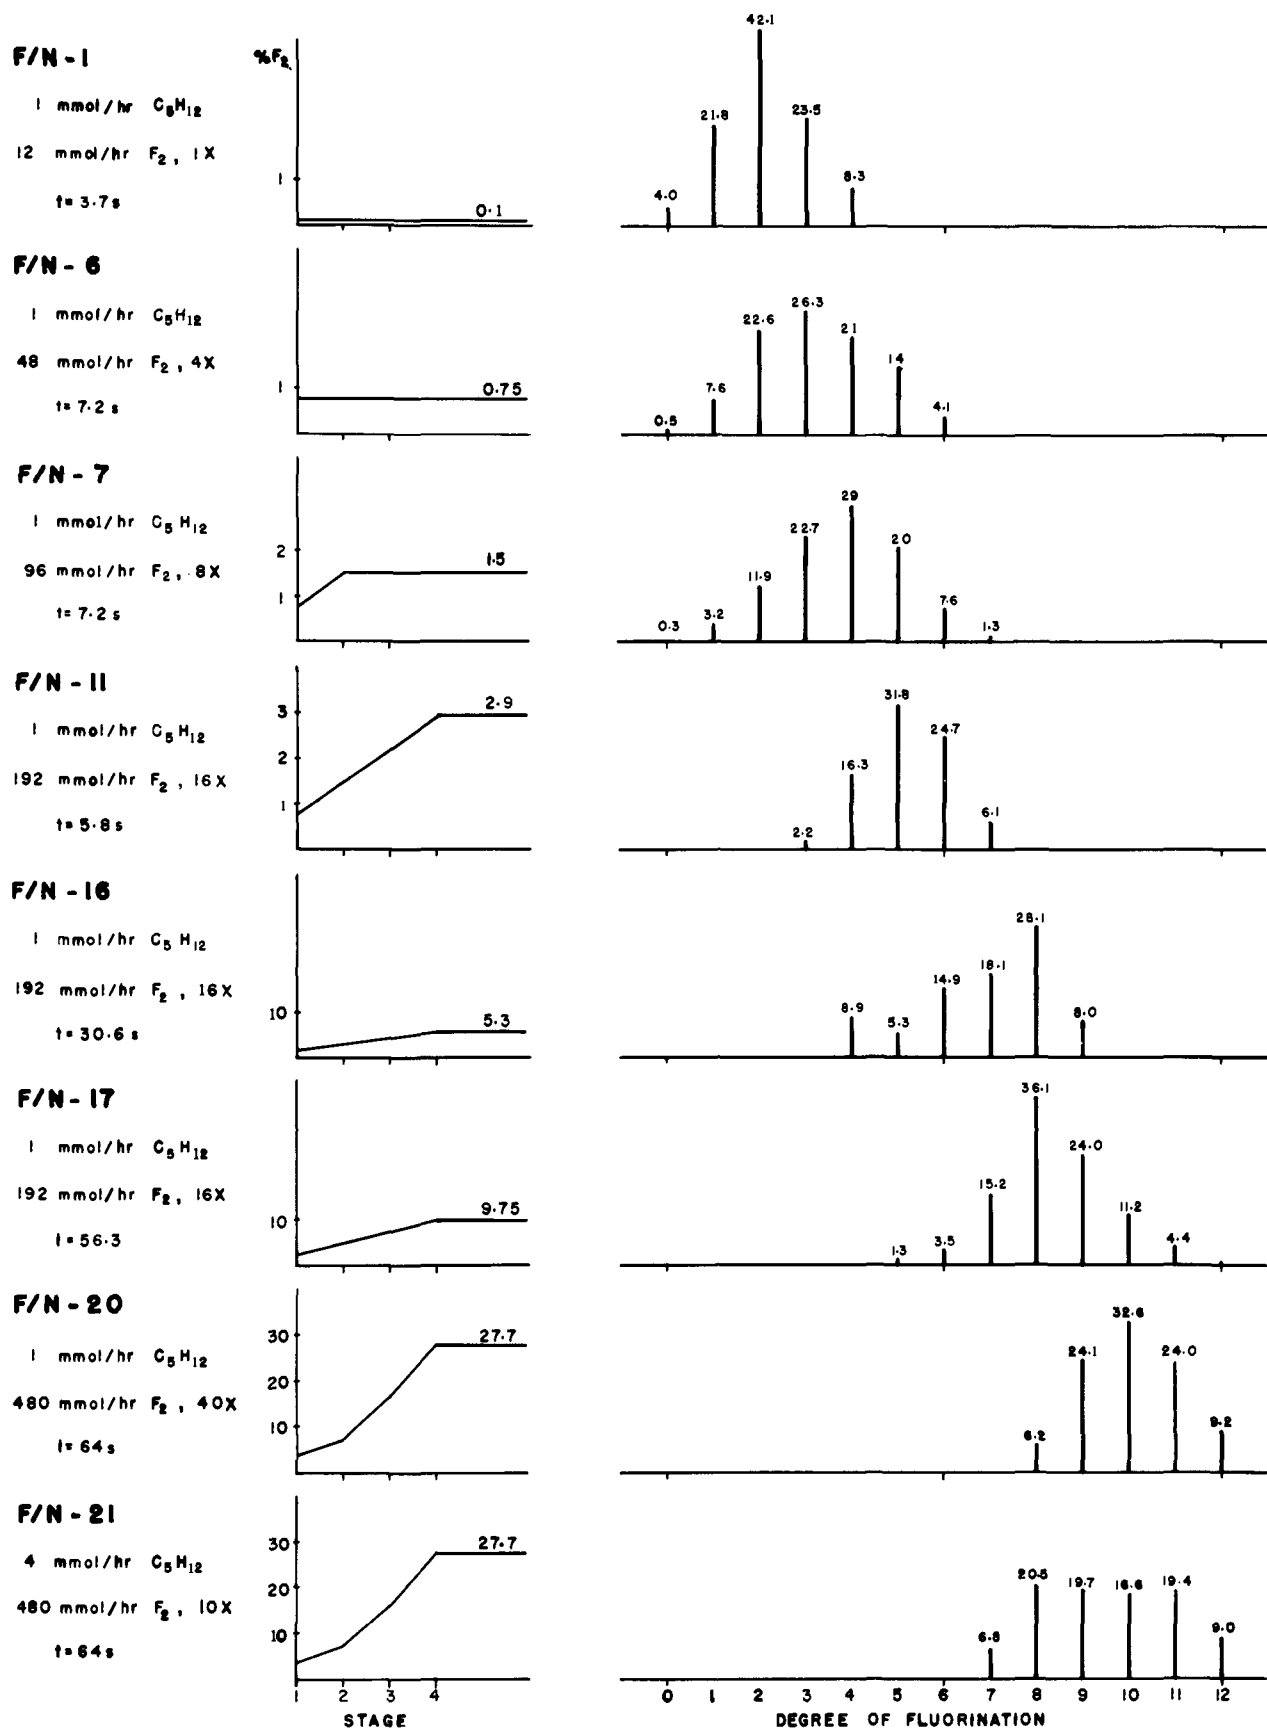 F/N - 1
1 mmol/hr C5H12
12 mmol/hr F2, 1X
t= 3.7 s
%F2
1
0.1
4.0
21.8
42.1
23.5
8.3
F/N - 6
1 mmol/hr C5H12
48 mmol/hr F2, 4X
t= 7.2 s
1
0.75
0.5
7.6
22.6
26.3
21
14
4.1
F/N - 7
1 mmol/hr C5H12
96 mmol/hr F2, 8X
t= 7.2 s
2
1
1.5
0.3
3.2
11.9
22.7
29
20
7.6
1.3
F/N - 11
1 mmol/hr C5H12
192 mmol/hr F2, 16X
t= 5.8 s
3
2
1
2.9
2.2
16.3
31.8
24.7
6.1
F/N - 16
1 mmol/hr C5H12
192 mmol/hr F2, 16X
t= 30.6 s
10
5.3
8.9
5.3
14.9
18.1
28.1
8.0
F/N - 17
1 mmol/hr C5H12
192 mmol/hr F2, 16X
t= 56.3
10
9.75
1.3
3.5
15.2
36.1
24.0
11.2
4.4
F/N - 20
1 mmol/hr C5H12
480 mmol/hr F2, 40X
t= 64 s
30
20
10
27.7
6.2
24.1
32.6
24.0
9.2
F/N - 21
4 mmol/hr C5H12
480 mmol/hr F2, 10X
t= 64 s
30
20
10
27.7
6.8
20.5
19.7
18.6
19.4
9.0
1 2 3 4
STAGE
0 1 2 3 4 5 6 7 8 9 10 11 12
DEGREE OF FLUORINATION